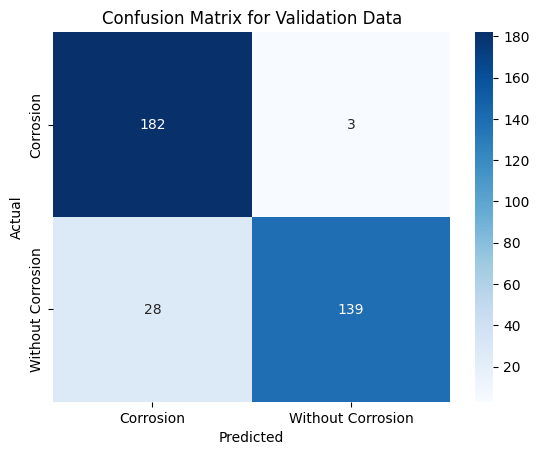 Confusion Matrix for Validation Data
Actual
Corrosion
Without Corrosion
182
3
28
139
Corrosion
Without Corrosion
Predicted
180
160
140
120
100
80
60
40
20